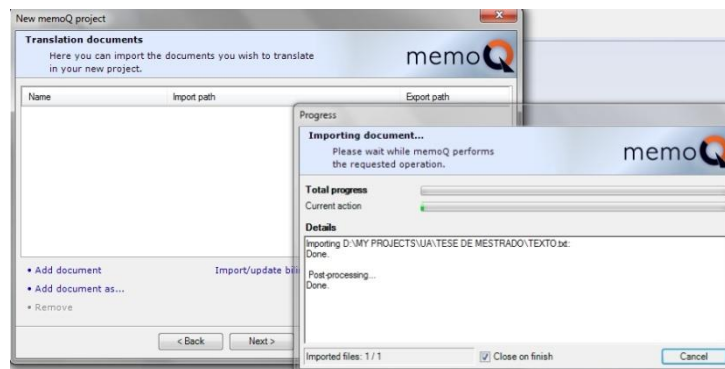 New memoQ project
Translation documents
Here you can import the documents you wish to translate
in your new project.
memoQ
Name Import path Export path
• Add document Import/update
• Add document as...
• Remove
< Back Next >
Progress
Importing document...
Please wait while memoQ performs
the requested operation.
memoQ
Total progress
Current action
Details
Importing D:\MY PROJECTS\UA\TESE DE MESTRADO\TEXTO.txt:
Done.
Post-processing...
Done.
Imported files: 1 / 1 Close on finish Cancel